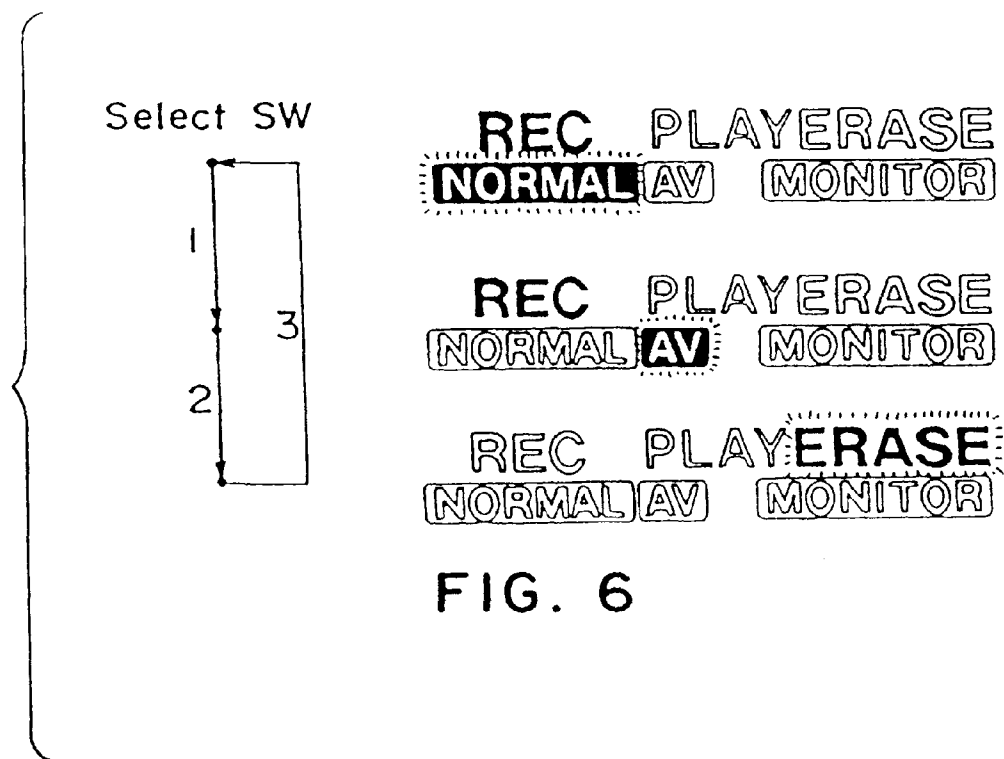 Select SW
REC PLAYERASE
NORMAL AV MONITOR
1
REC PLAYERASE
3
NORMAL AV MONITOR
2
REC PLAYERASE
NORMAL AV MONITOR
FIG. 6